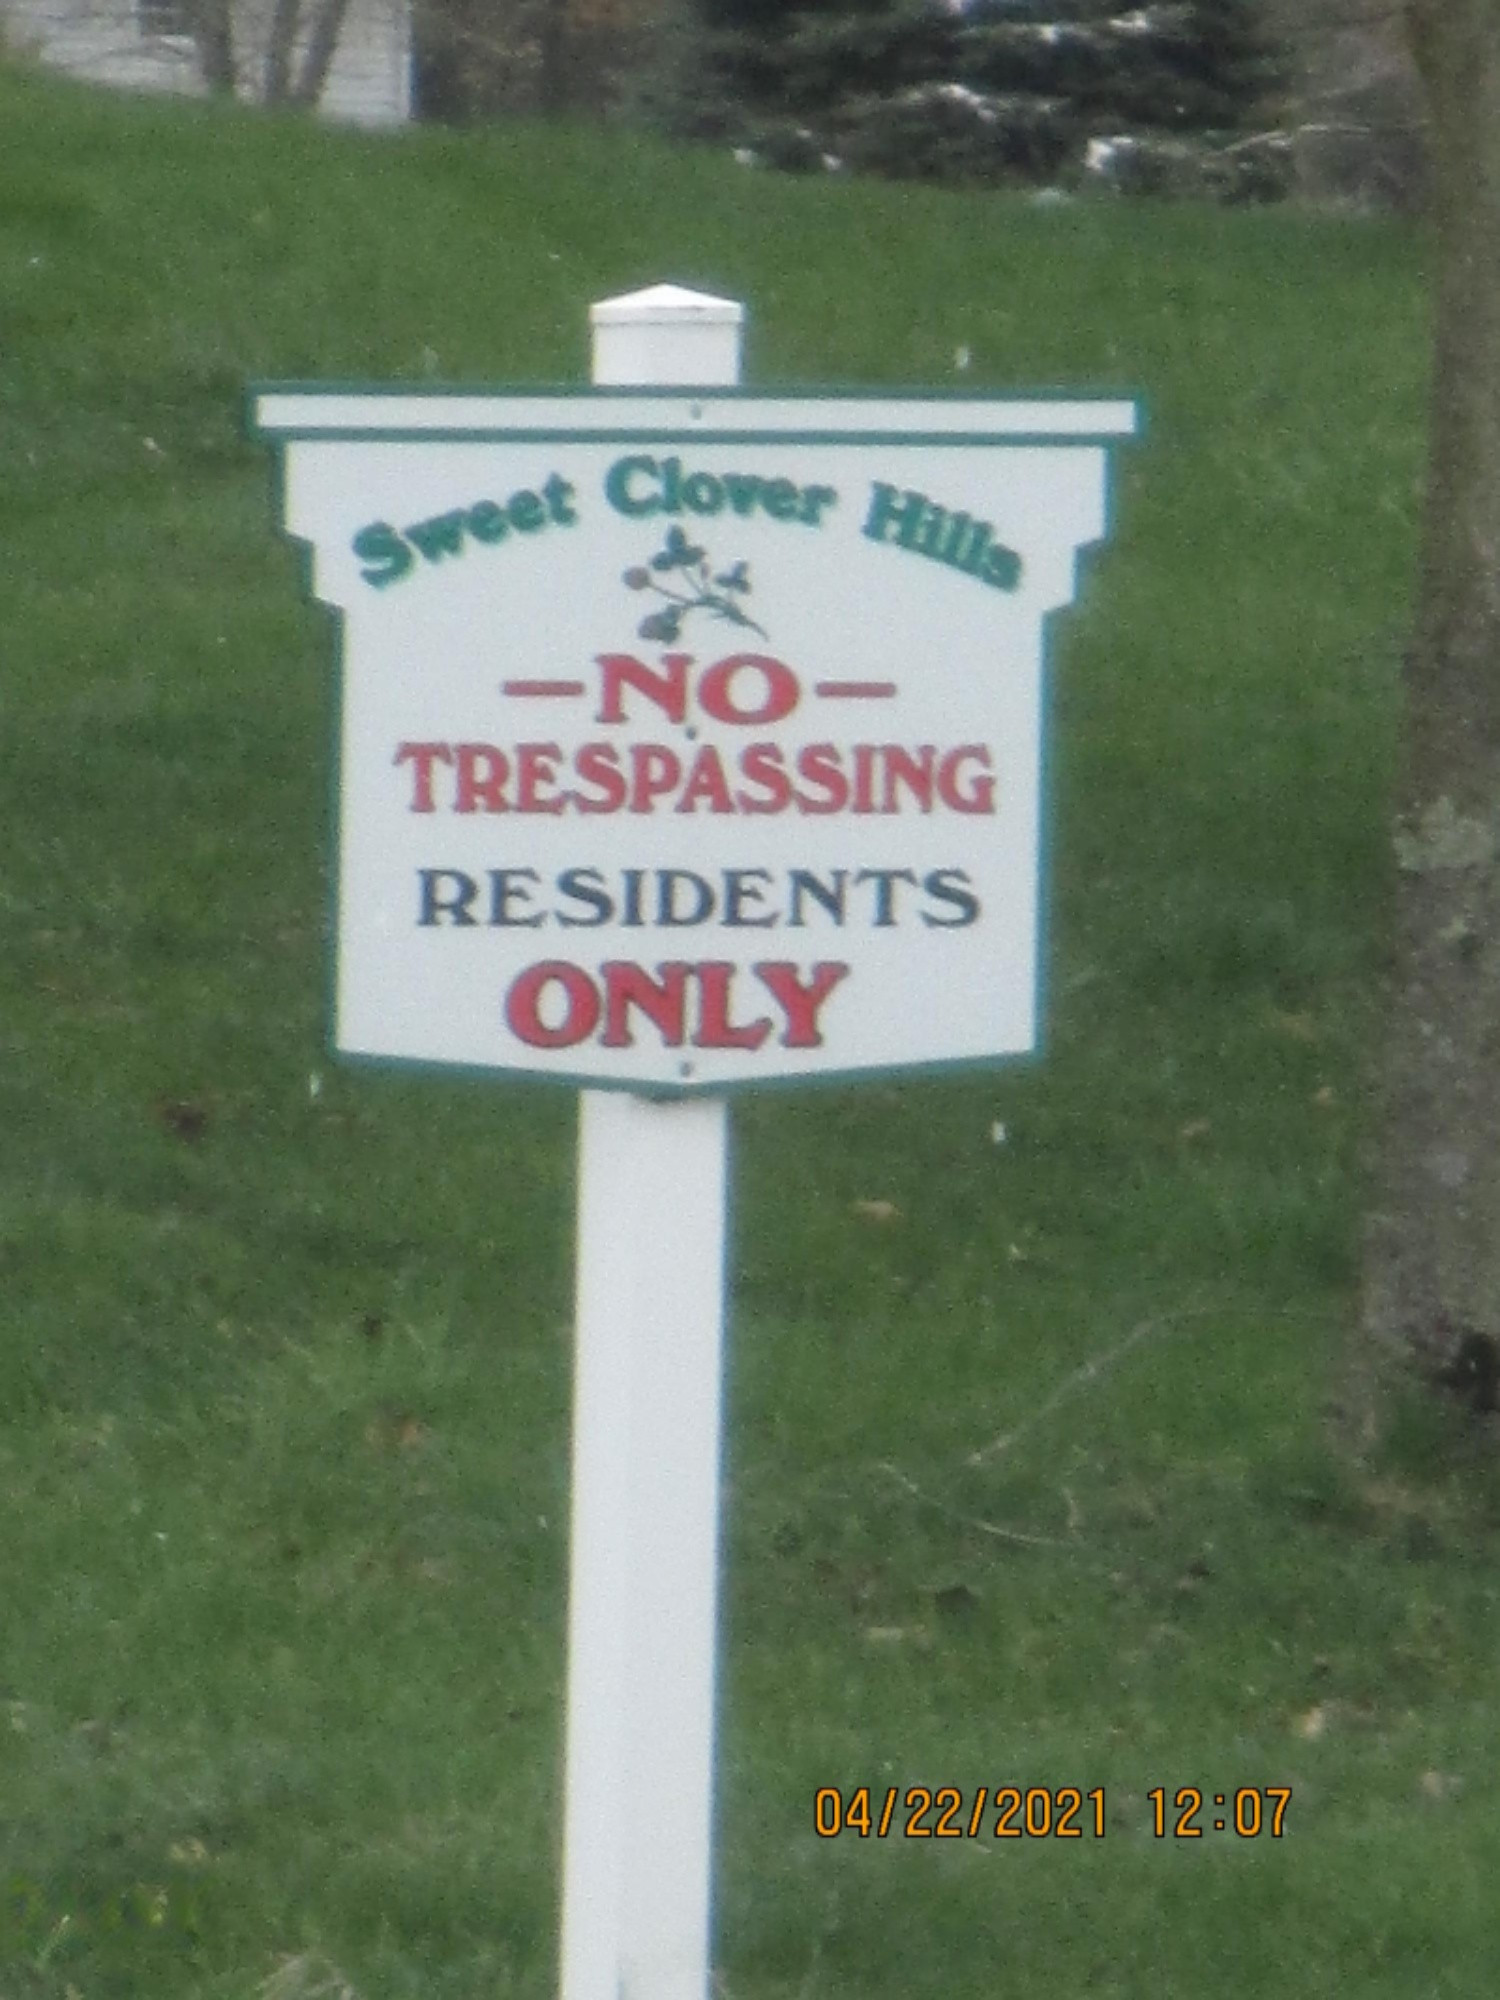 Sweet Clover Hills
-NO-
TRESPASSING
RESIDENTS
ONLY
04/22/2021 12:07